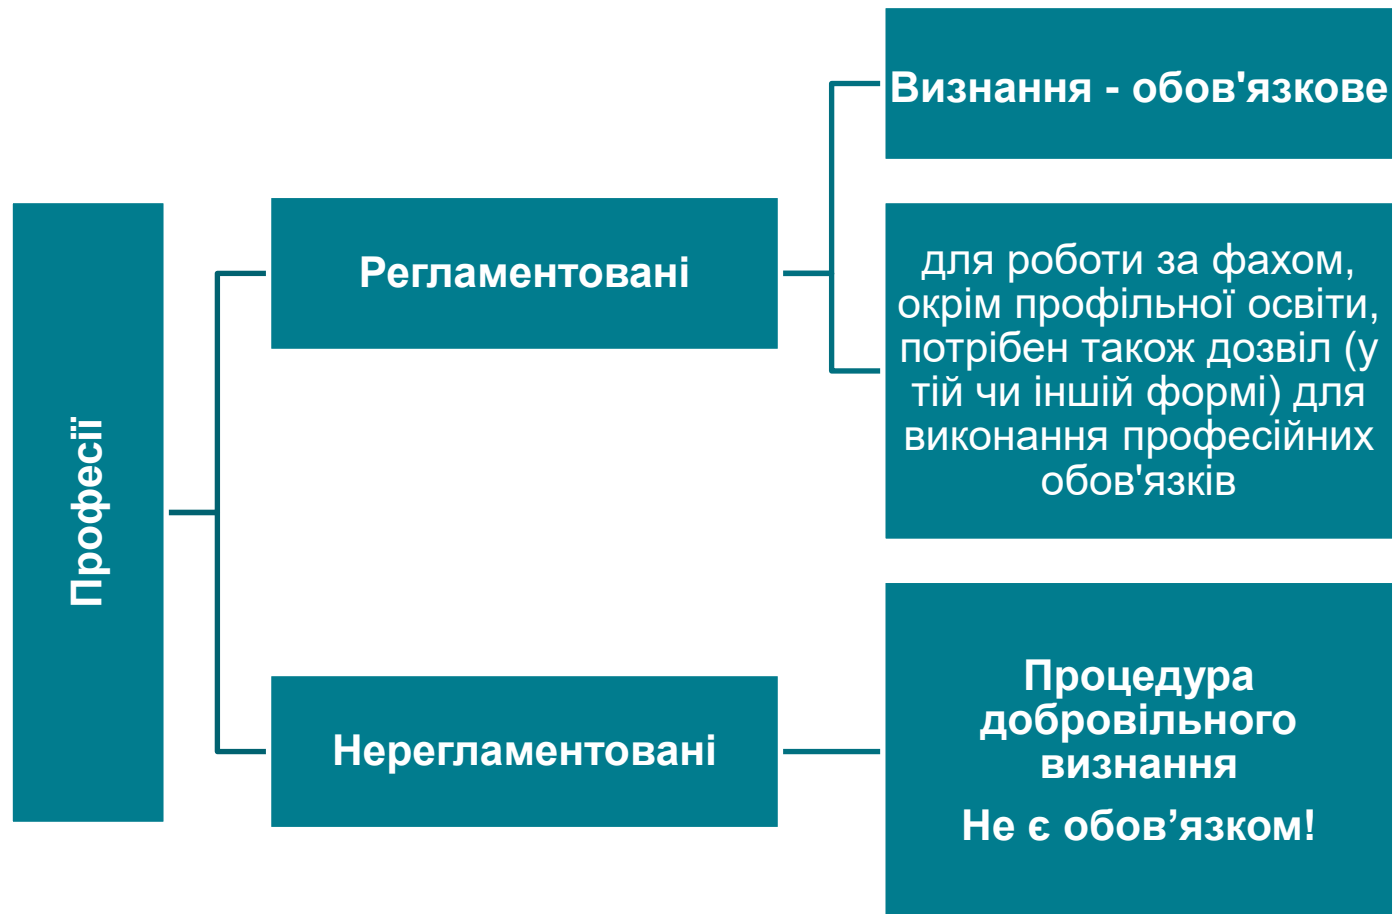 Професії
Регламентовані
Визнання - обов'язкове
для роботи за фахом,
окрім профільної освіти,
потрібен також дозвіл (у
тій чи іншій формі) для
виконання професійних
обов'язків
Нерегламентовані
Процедура
добровільного
визнання
Не є обов’язком!